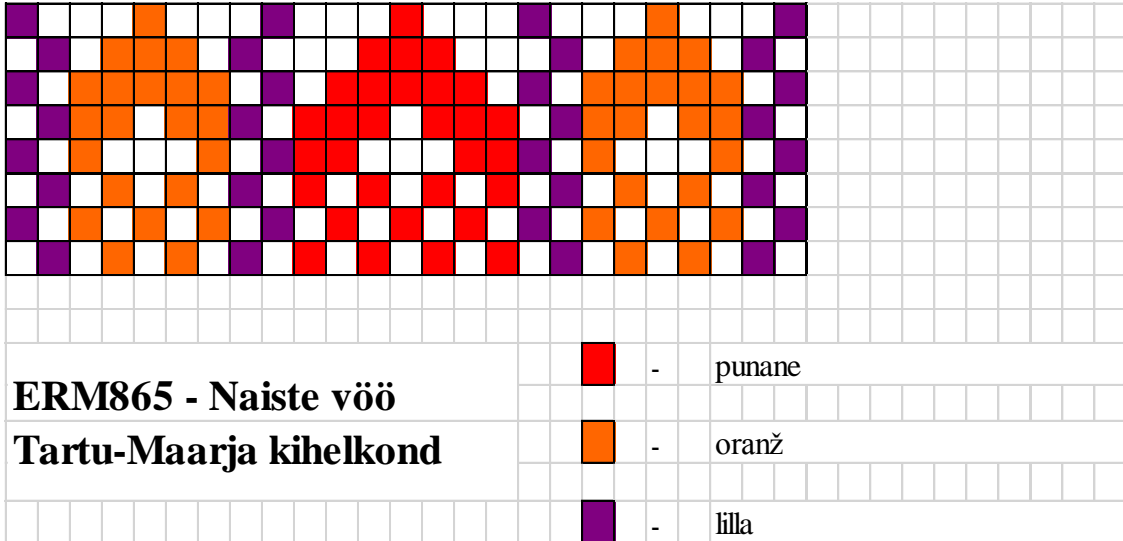 ERM865 - Naiste vöö
Tartu-Maarja kihelkond
- punane
- oranž
- lilla